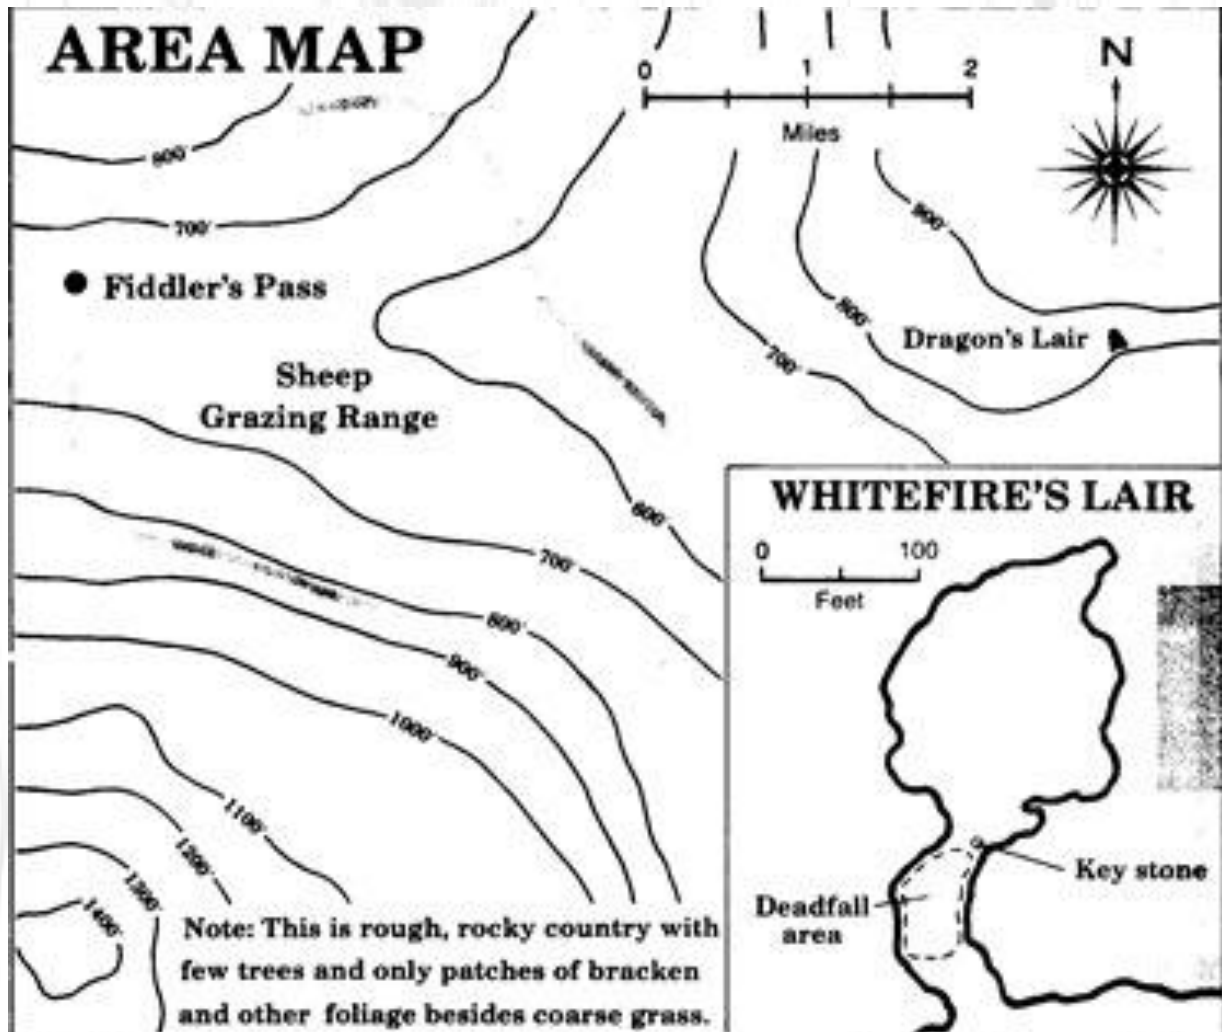 AREA MAP
0 1 2
Miles
N
800'
700'
900'
800'
700'
Fiddler's Pass
Dragon's Lair
Sheep
Grazing Range
600'
700'
800'
900'
1000'
1100'
1200'
1300'
1400'
Note: This is rough, rocky country with
few trees and only patches of bracken
and other foliage besides coarse grass.
WHITEFIRE'S LAIR
0 100
Feet
Key stone
Deadfall
area